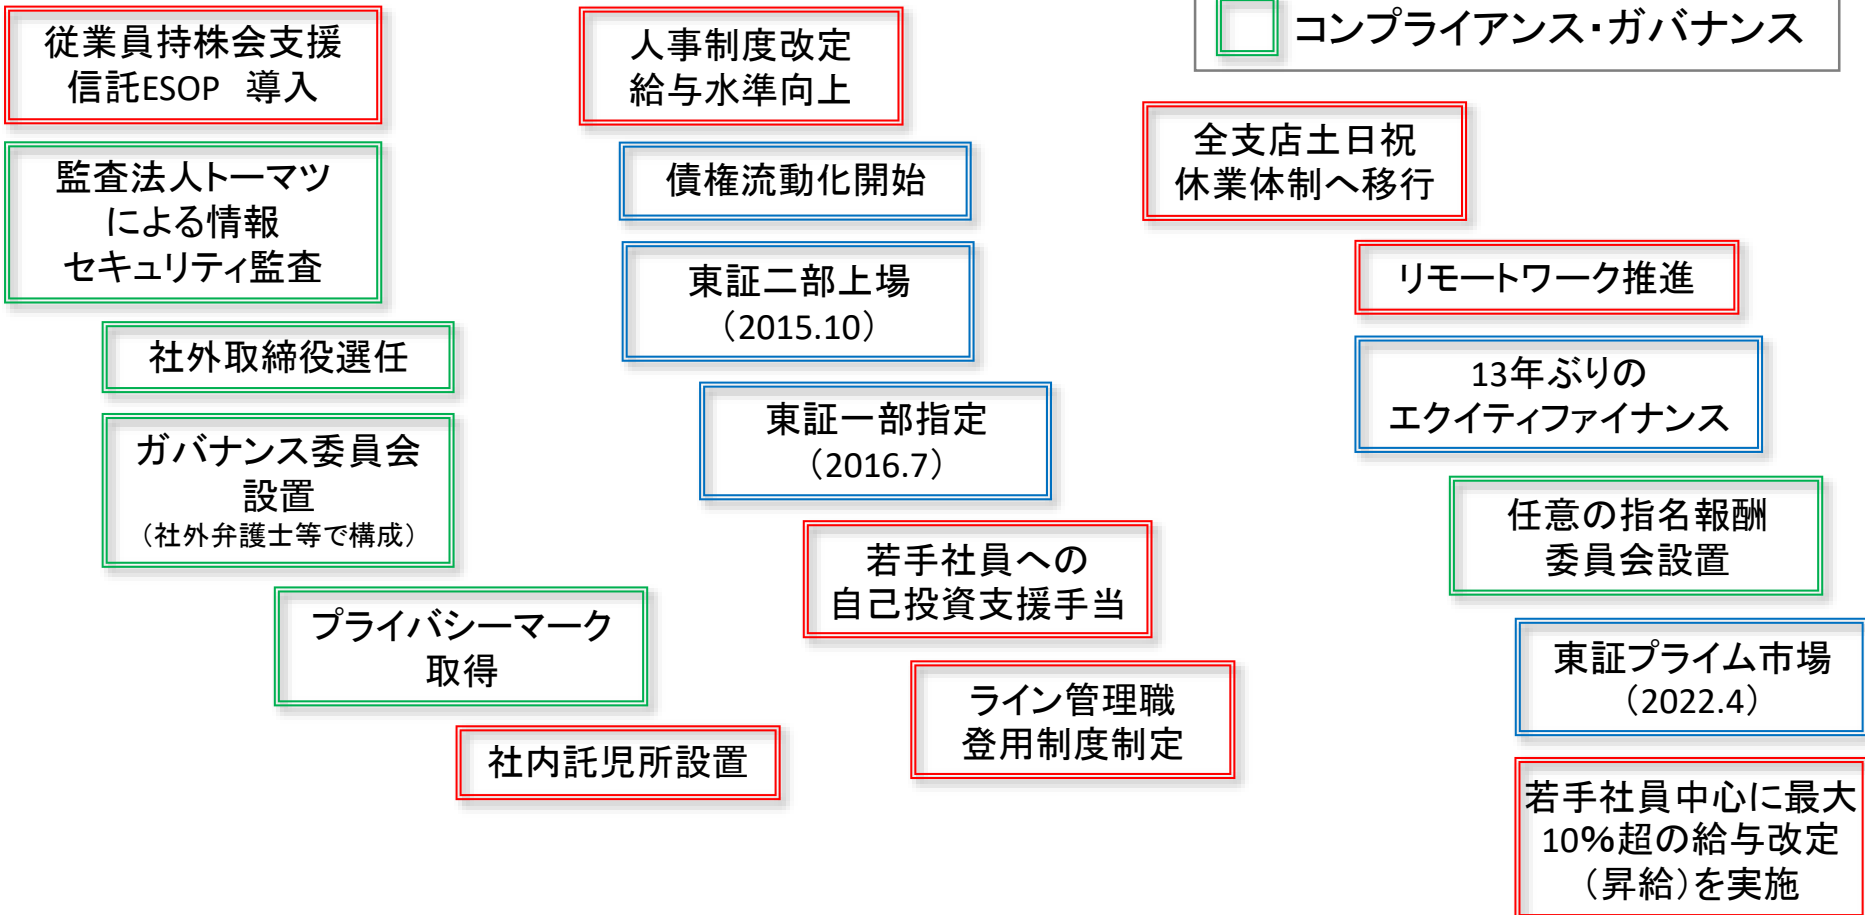 従業員持株会支援
信託ESOP　導入
監査法人トーマツ
による情報
セキュリティ監査
社外取締役選任
ガバナンス委員会
設置
（社外弁護士等で構成）
プライバシーマーク
取得
社内託児所設置
人事制度改定
給与水準向上
債権流動化開始
東証二部上場
（2015.10）
東証一部指定
（2016.7）
若手社員への
自己投資支援手当
ライン管理職
登用制度制定
コンプライアンス・ガバナンス
全支店土日祝
休業体制へ移行
リモートワーク推進
13年ぶりの
エクイティファイナンス
任意の指名報酬
委員会設置
東証プライム市場
（2022.4）
若手社員中心に最大
10%超の給与改定
（昇給）を実施